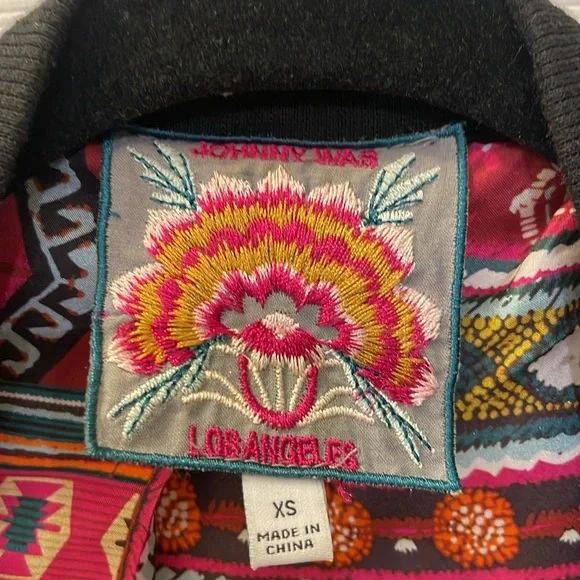 JOHNNY WAS
LOS ANGELES
XS
MADE IN
CHINA